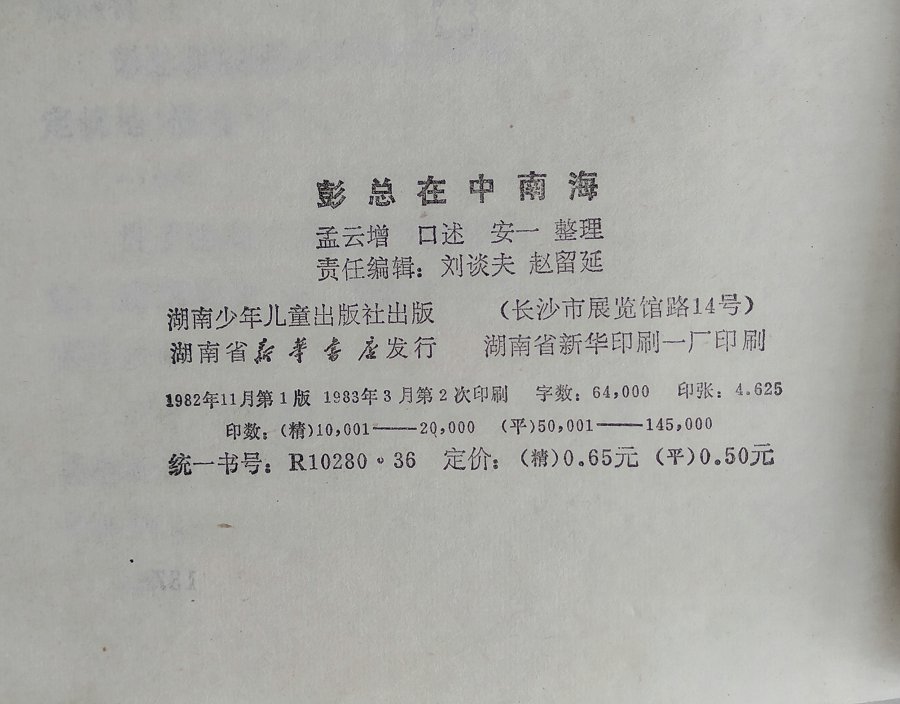 彭总在中南海
孟云增 口述 安一 整理
责任编辑：刘谈夫 赵留延
湖南少年儿童出版社出版 （长沙市展览馆路14号）
湖南省新华书店发行 湖南省新华印刷一厂印刷
1982年11月第1版 1983年3月第2次印刷 字数：64,000 印张：4.625
印数：(精)10,001——20,000 (平)50,001——145,000
统一书号：R10280·36 定价：(精)0.65元 (平)0.50元